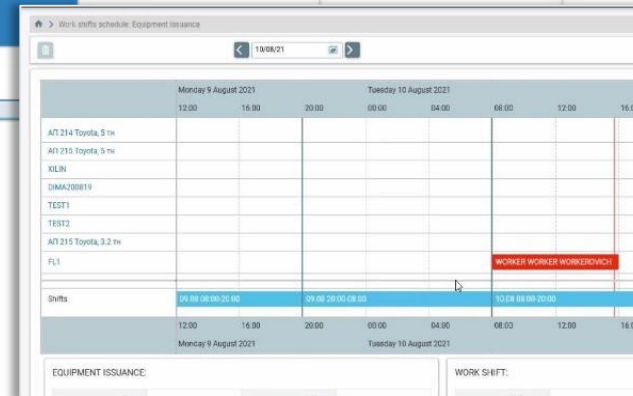 Work shifts schedule: Equipment issuance
10/08/21
Monday 9 August 2021 Tuesday 10 August 2021
12:00 16:00 20:00 00:00 04:00 08:00 12:00 16:0
АП 214 Toyota, 5 тн
АП 215 Toyota, 5 тн
KILIN
DIMA200819
TEST1
TEST2
АП 215 Toyota, 3.2 тн
FL1 WORKER WORKER WORKEROVICH
Shifts 09.08 08:00-20:00 09.08 20:00-08:00 10.08 08:00-20:00
12:00 16:00 20:00 00:00 04:00 08:00 12:00 16:0
Monday 9 August 2021 Tuesday 10 August 2021
EQUIPMENT ISSUANCE: WORK SHIFT: